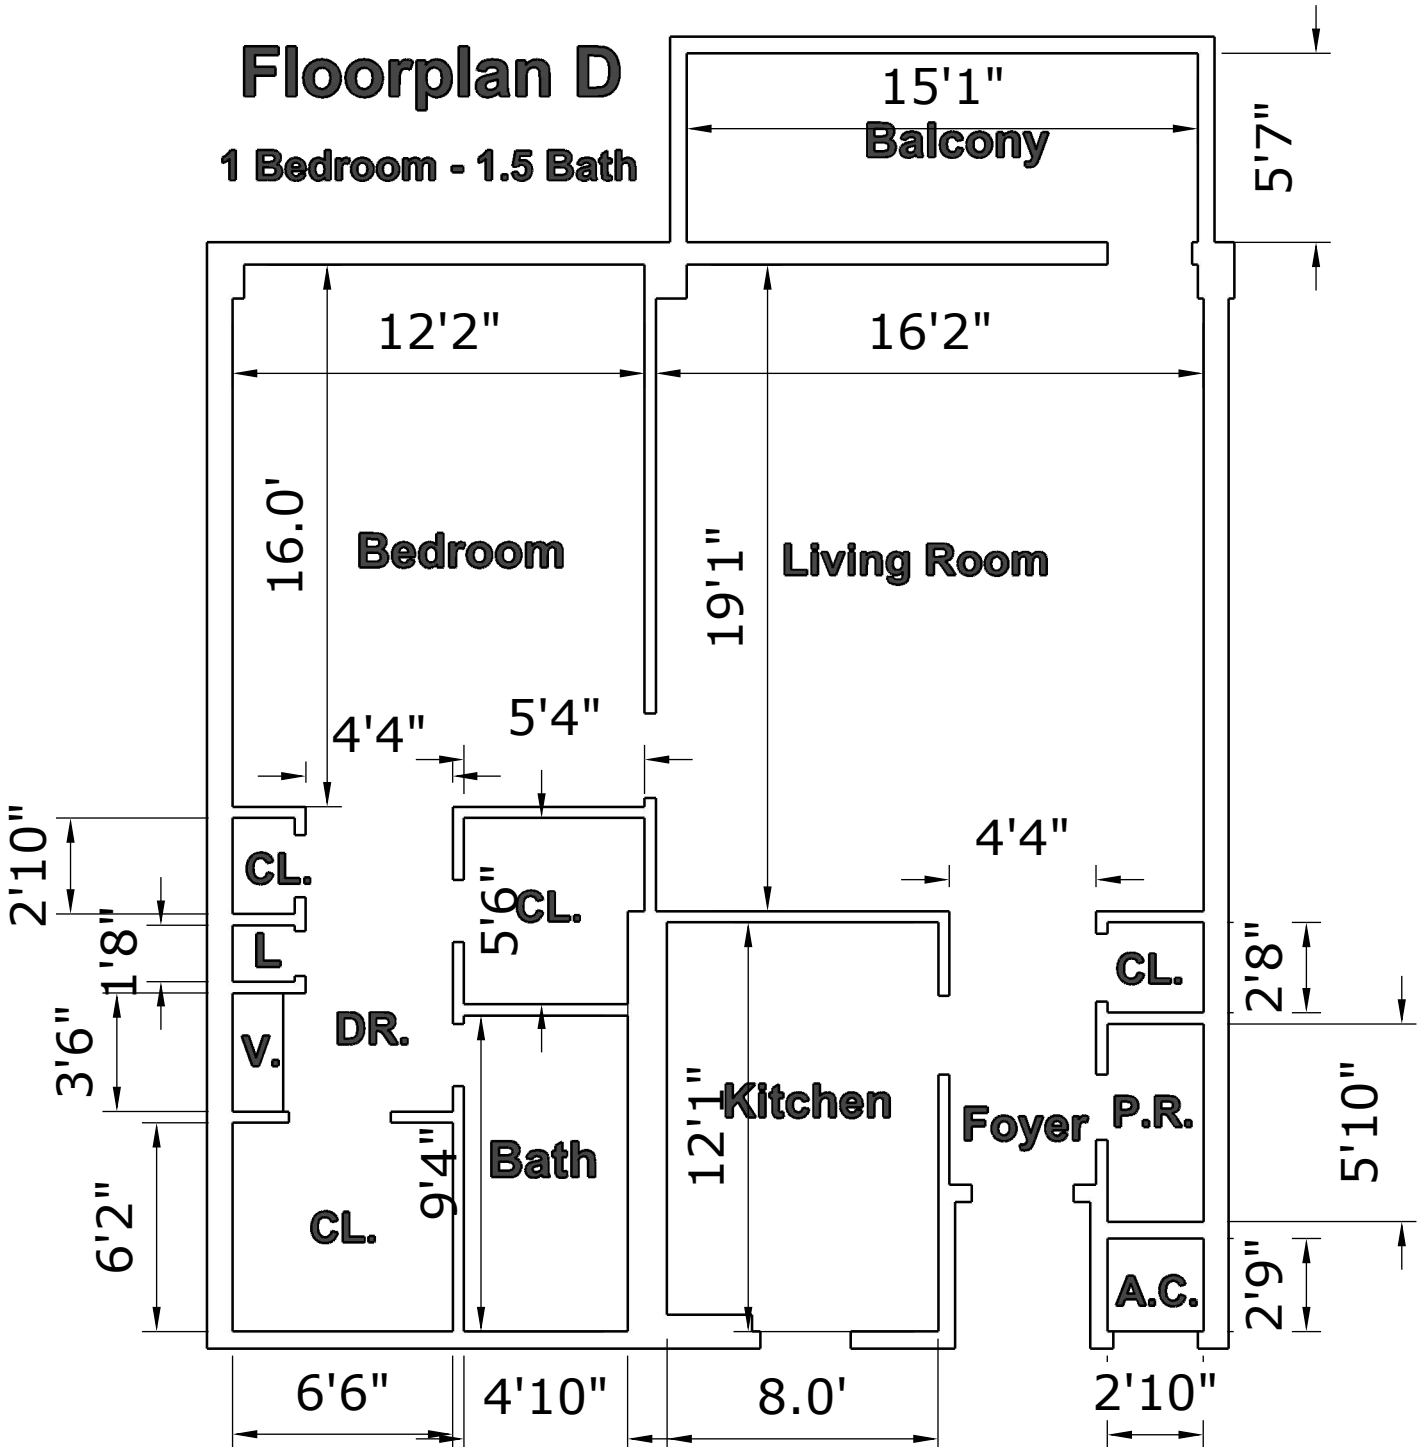 Floorplan D
1 Bedroom - 1.5 Bath
15'1"
Balcony
5'7"
12'2"
16'2"
16.0'
Bedroom
19'1"
Living Room
4'4"
5'4"
2'10"
CL.
5'6"
CL.
4'4"
1'8"
L
CL.
2'8"
3'6"
V.
DR.
12'1"
Kitchen
Foyer
P.R.
5'10"
6'2"
CL.
9'4"
Bath
A.C.
2'9"
6'6"
4'10"
8.0'
2'10"